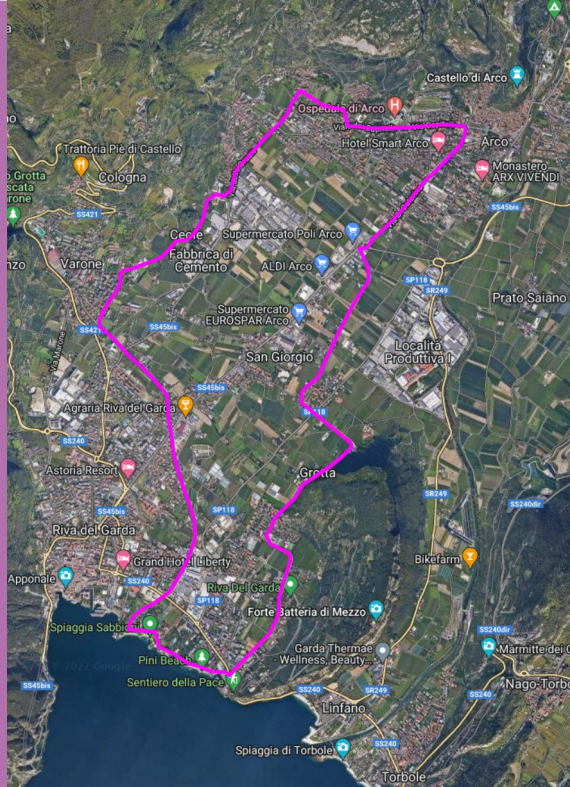 Castello di Arco
Ospedale di Arco
Hotel Smart Arco
Arco
Trattoria Piè di Castello
Cologna
Monastero
ARX VIVENDI
SS421
SS45bis
Supermercato Poli Arco
Fabbrica di
Cemento
Varone
ALDI Arco
SP118
SR249
Prato Saiano
Supermercato
EUROSPAR Arco
SS45bis
Località
Produttiva I
San Giorgio
Via Marone
SS45bis
Agraria Riva del Garda
SP118
SS240
Astoria Resort
Grotta
SR249
SS240dir
SS45bis
SP118
Riva del Garda
Grand Hotel Liberty
Bikefarm
Apponale
SS240
Riva Del Garda
SP118
Forte Batteria di Mezzo
Spiaggia Sabbioni
SS240dir
Marmitte dei
Garda Thermae
- Wellness, Beauty...
Pini Beach
2022 Google
Sentiero della Pace
SS45bis
SS240
SR249
SS240
Nago-Torbo
Linfano
SS240
Spiaggia di Torbole
Torbole